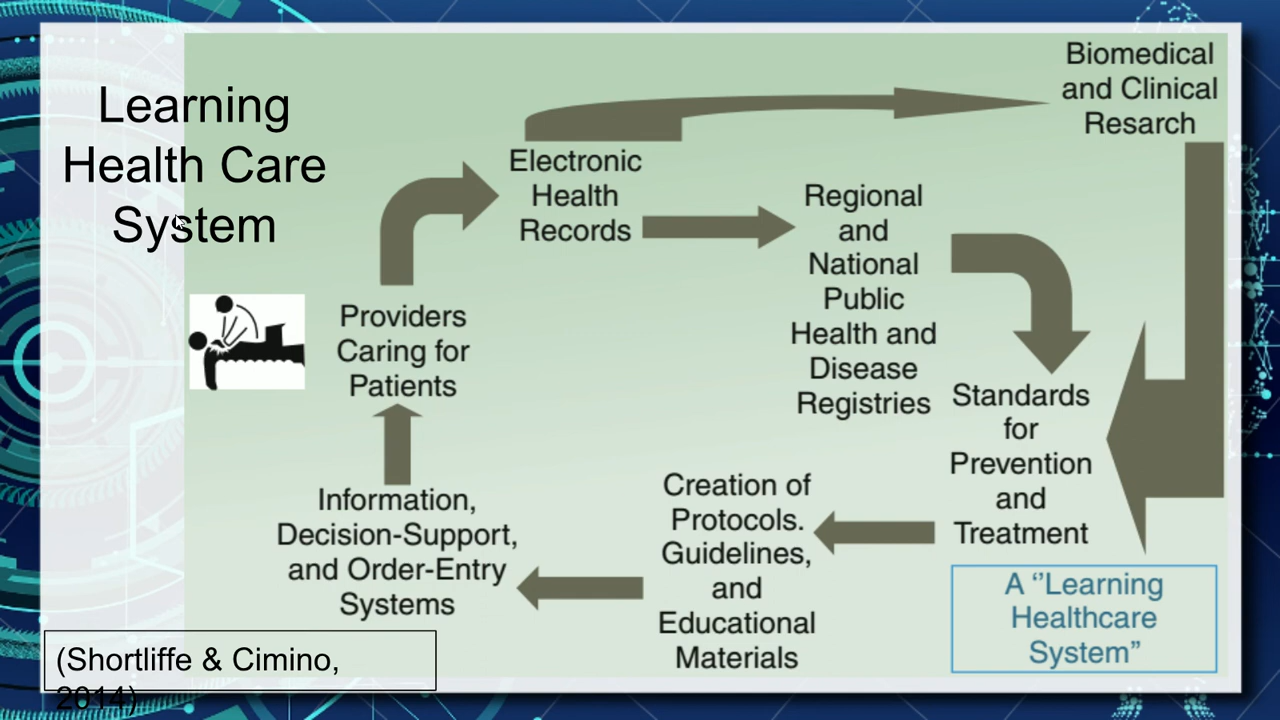 Learning
Health Care
System
Biomedical
and Clinical
Resarch
Electronic
Health
Records
Regional
and
National
Public
Health and
Disease
Registries
Providers
Caring for
Patients
Standards
for
Prevention
and
Treatment
Creation of
Protocols.
Guidelines,
and
Educational
Materials
Information,
Decision-Support,
and Order-Entry
Systems
A “Learning
Healthcare
System”
(Shortliffe & Cimino,
2014)